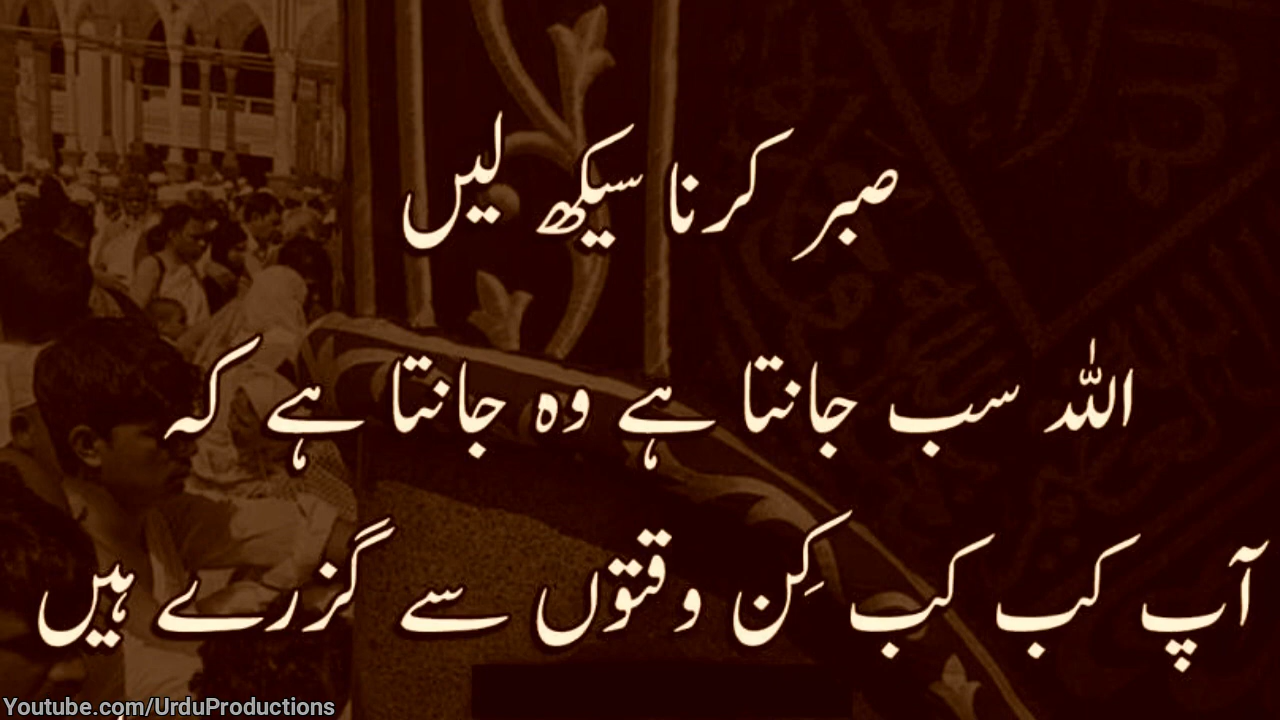 صبر کرنا سیکھ لیں
اللہ سب جانتا ہے وہ جانتا ہے کہ
آپ کب کب کِن وقتوں سے گزرے ہیں
Youtube.com/UrduProductions